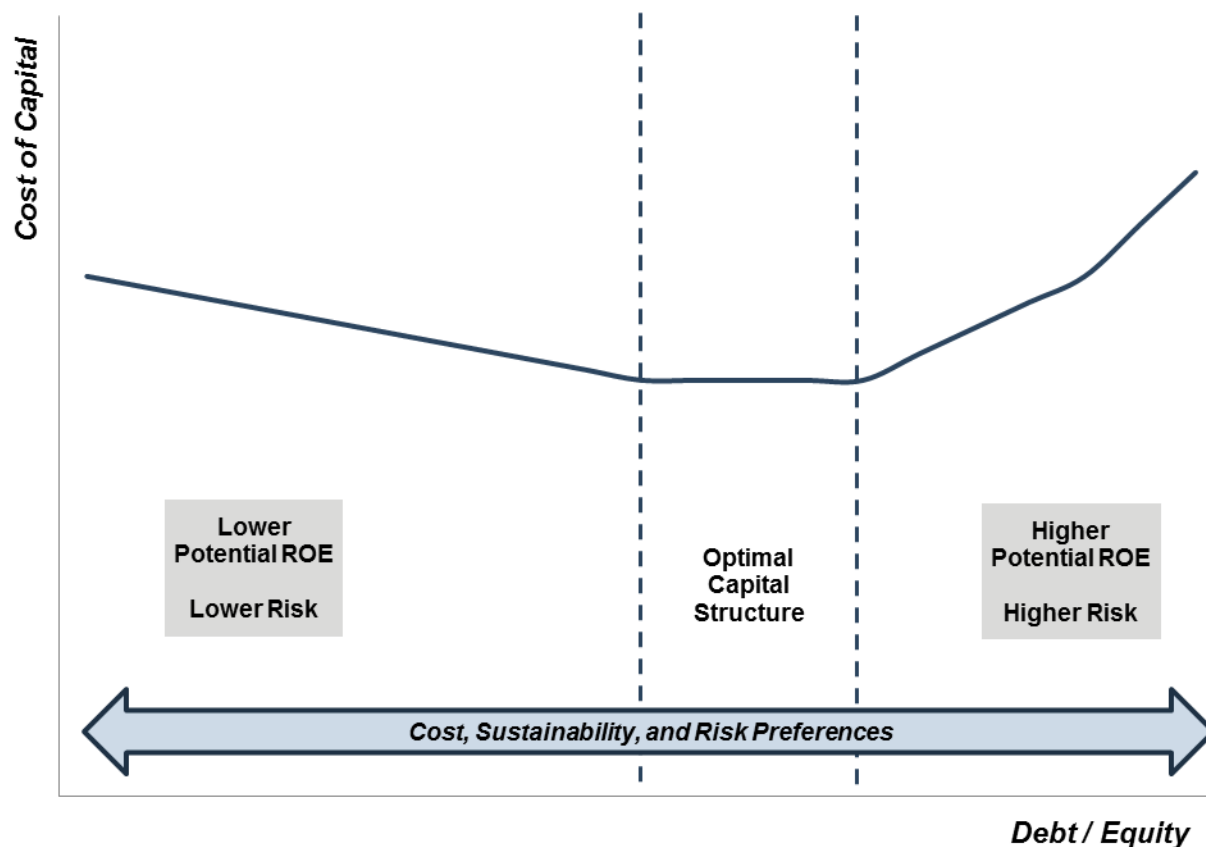 Cost of Capital
Lower
Potential ROE
Lower Risk
Optimal
Capital
Structure
Higher
Potential ROE
Higher Risk
Cost, Sustainability, and Risk Preferences
Debt / Equity